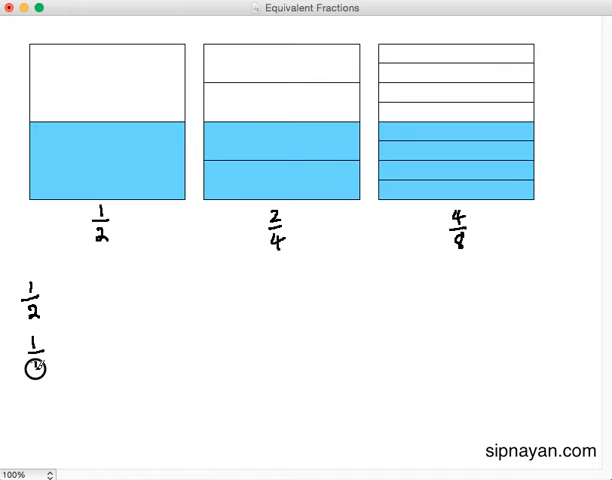 Equivalent Fractions
1/2 2/4 4/8
1/2
1/
sipnayan.com
100%